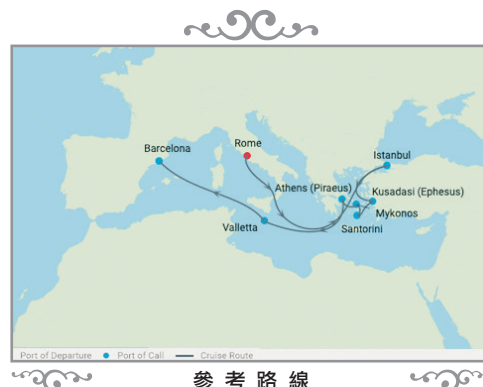 Barcelona
Rome
Istanbul
Athens (Piraeus)
Kusadasi (Ephesus)
Mykonos
Valletta
Santorini
Port of Departure Port of Call Cruise Route
參考路線